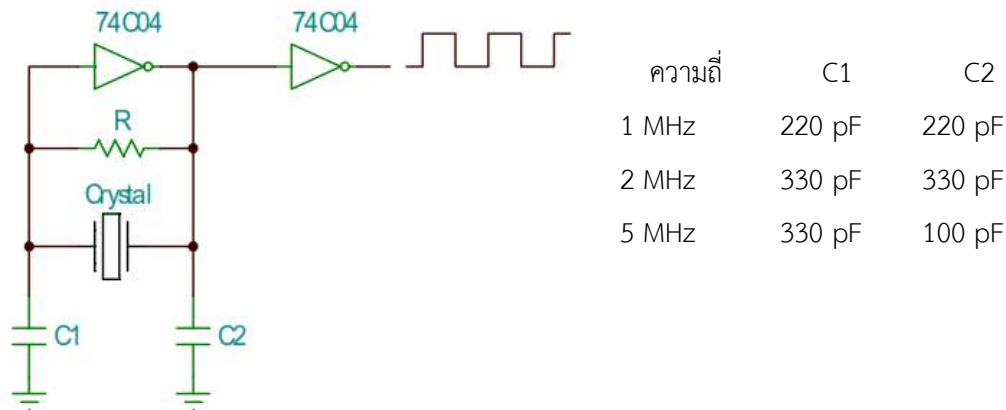 74C04
74C04
R
Crystal
C1
C2
ความถี่ C1 C2
1 MHz 220 pF 220 pF
2 MHz 330 pF 330 pF
5 MHz 330 pF 100 pF